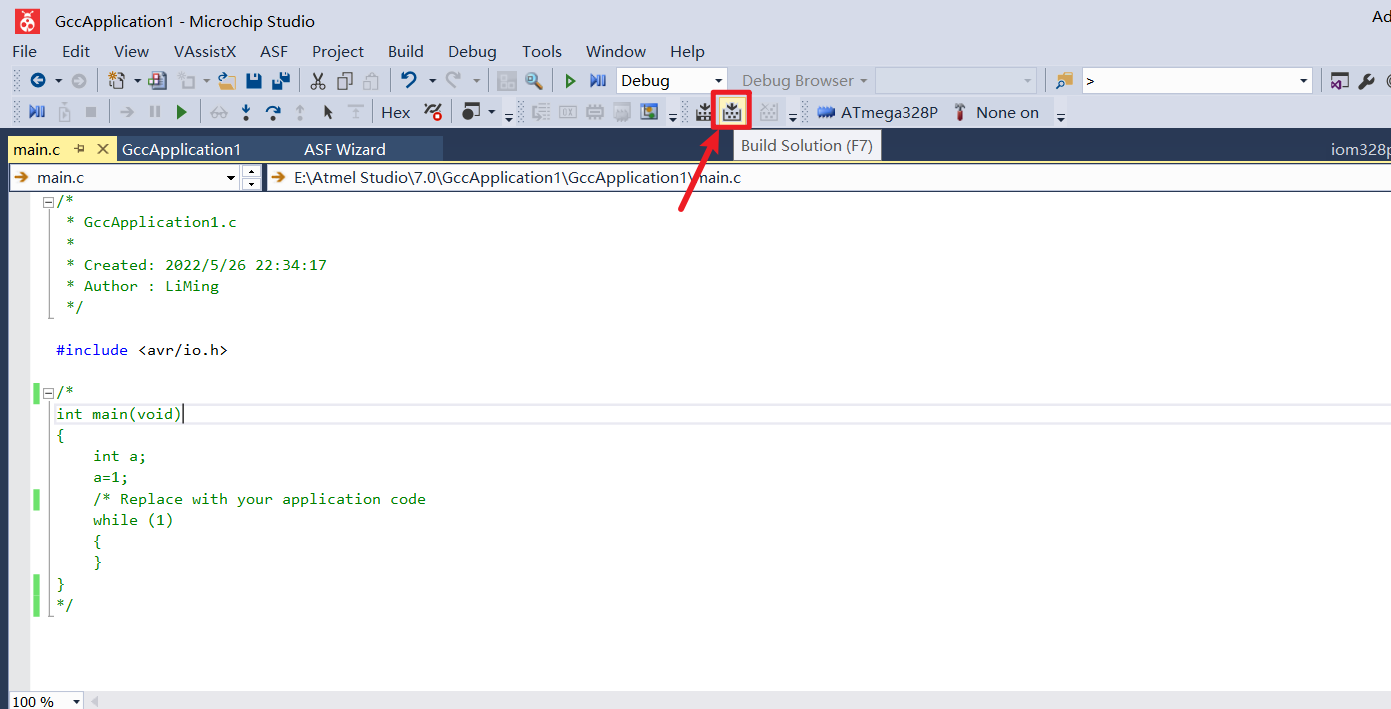 GccApplication1 - Microchip Studio
File Edit View VAssistX ASF Project Build Debug Tools Window Help
Debug Debug Browser >
Hex ATmega328P None on
Build Solution (F7)
main.c GccApplication1 ASF Wizard
main.c E:\Atmel Studio\7.0\GccApplication1\GccApplication1\main.c
/*
* GccApplication1.c
*
* Created: 2022/5/26 22:34:17
* Author : LiMing
*/
#include <avr/io.h>
/*
int main(void)
{
int a;
a=1;
/* Replace with your application code
while (1)
{
}
}
*/
100 %